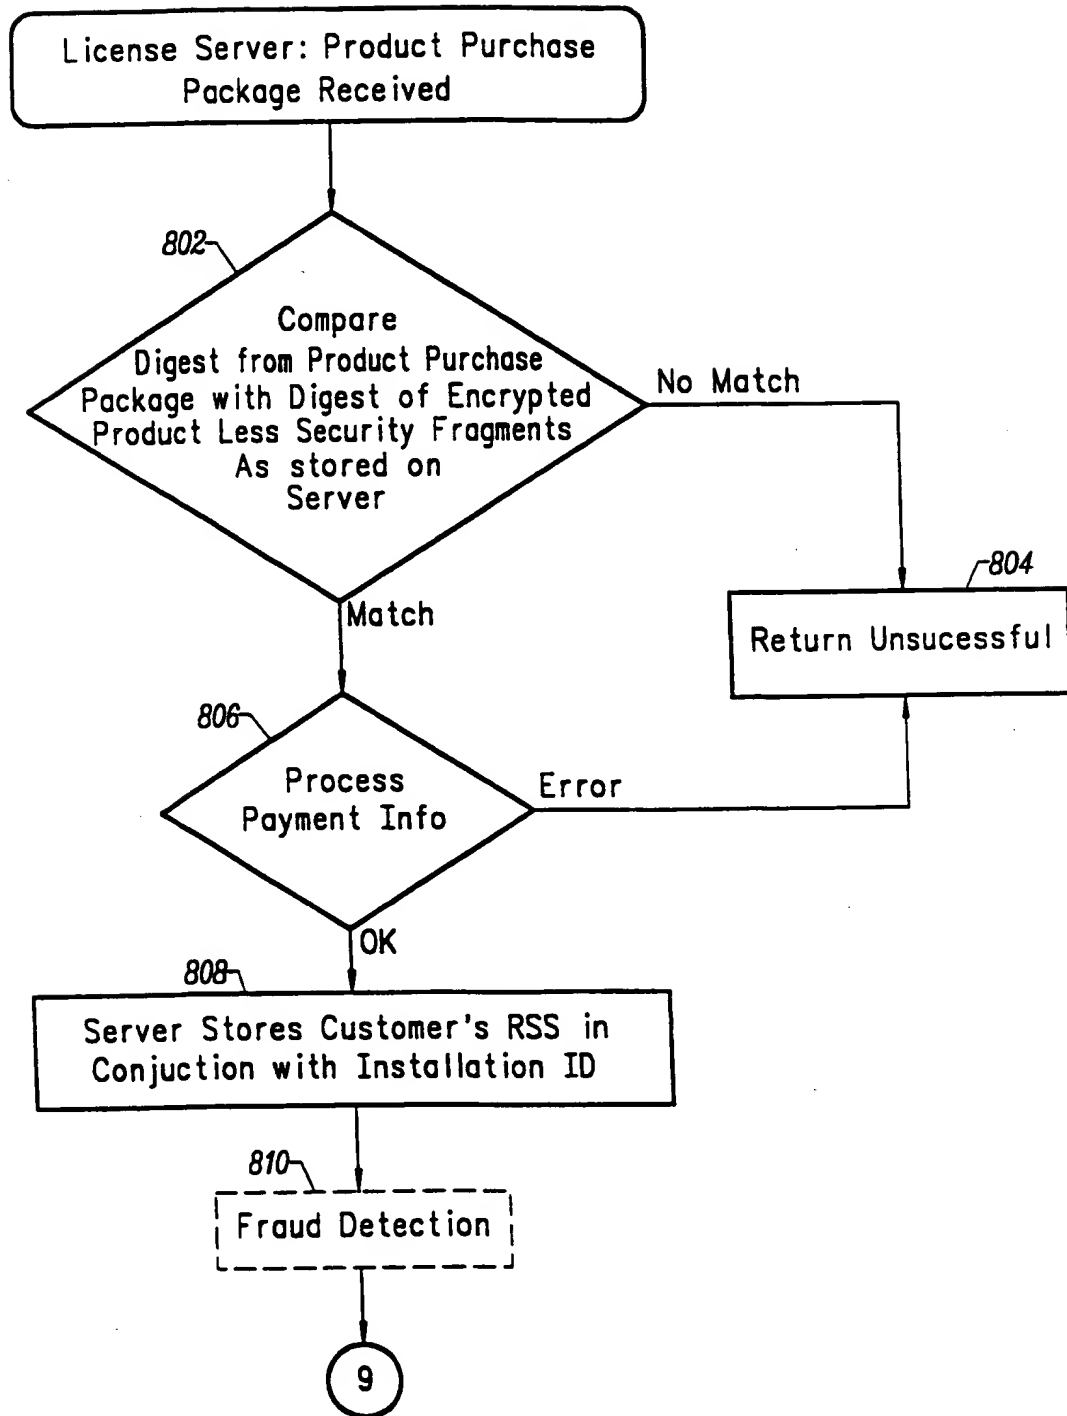 License Server: Product Purchase
Package Received
802
Compare
Digest from Product Purchase
Package with Digest of Encrypted
Product Less Security Fragments
As stored on
Server
No Match
804
Return Unsucessful
Match
806
Process
Payment Info
Error
OK
808
Server Stores Customer's RSS in
Conjuction with Installation ID
810
Fraud Detection
9